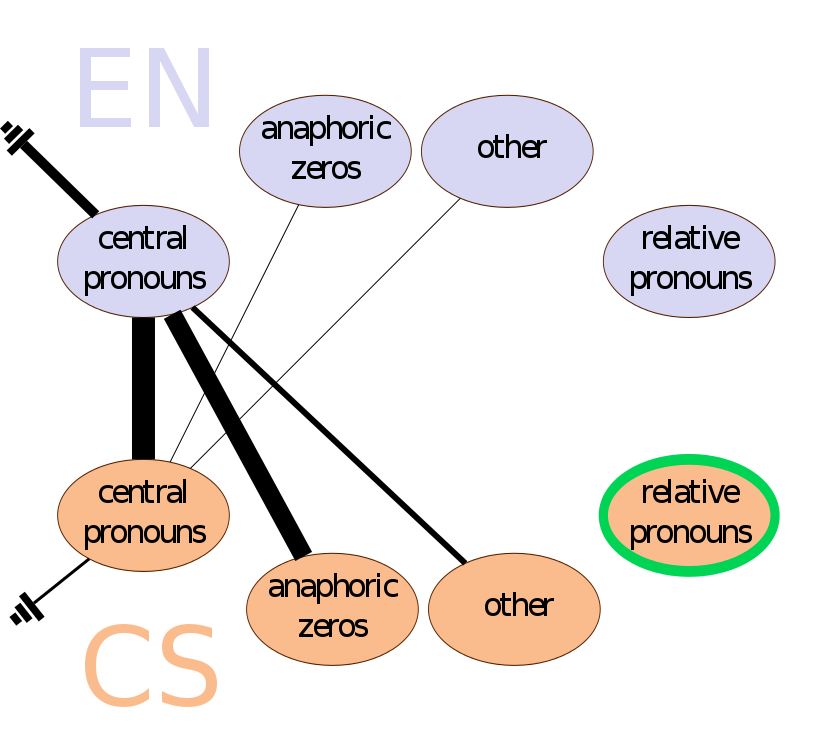 EN
anaphoric
zeros
other
central
pronouns
relative
pronouns
central
pronouns
relative
pronouns
anaphoric
zeros
other
CS